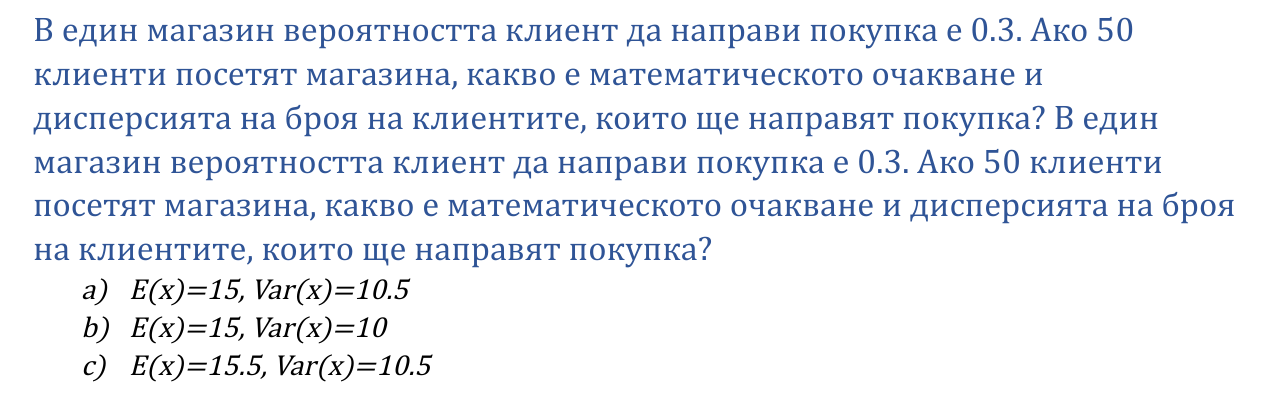 В един магазин вероятността клиент да направи покупка е 0.3. Ако 50
клиенти посетят магазина, какво е математическото очакване и
дисперсията на броя на клиентите, които ще направят покупка? В един
магазин вероятността клиент да направи покупка е 0.3. Ако 50 клиенти
посетят магазина, какво е математическото очакване и дисперсията на броя
на клиентите, които ще направят покупка?
a) E(x)=15, Var(x)=10.5
b) E(x)=15, Var(x)=10
c) E(x)=15.5, Var(x)=10.5